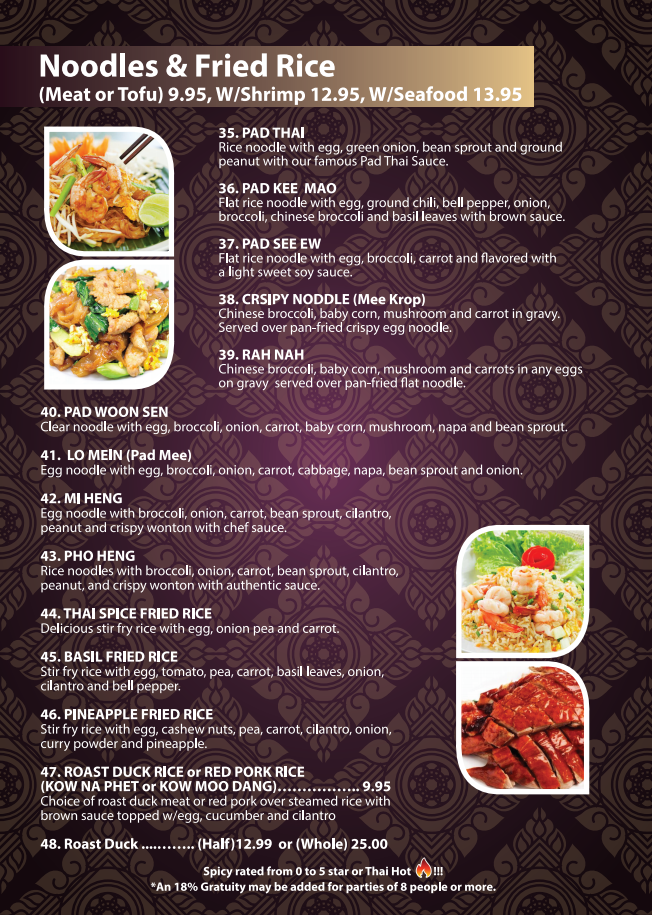 Noodles & Fried Rice
(Meat or Tofu) 9.95, W/Shrimp 12.95, W/Seafood 13.95
35. PAD THAI
Rice noodle with egg, green onion, bean sprout and ground
peanut with our famous Pad Thai Sauce.
36. PAD KEE MAO
Flat rice noodle with egg, ground chili, bell pepper, onion,
broccoli, chinese broccoli and basil leaves with brown sauce.
37. PAD SEE EW
Flat rice noodle with egg, broccoli, carrot and flavored with
a light sweet soy sauce.
38. CRSIPY NODDLE (Mee Krop)
Chinese broccoli, baby corn, mushroom and carrot in gravy.
Served over pan-fried crispy egg noodle.
39. RAH NAH
Chinese broccoli, baby corn, mushroom and carrots in any eggs
on gravy served over pan-fried flat noodle.
40. PAD WOON SEN
Clear noodle with egg, broccoli, onion, carrot, baby corn, mushroom, napa and bean sprout.
41. LO MEIN (Pad Mee)
Egg noodle with egg, broccoli, onion, carrot, cabbage, napa, bean sprout and onion.
42. MI HENG
Egg noodle with broccoli, onion, carrot, bean sprout, cilantro,
peanut and crispy wonton with chef sauce.
43. PHO HENG
Rice noodles with broccoli, onion, carrot, bean sprout, cilantro,
peanut, and crispy wonton with authentic sauce.
44. THAI SPICE FRIED RICE
Delicious stir fry rice with egg, onion pea and carrot.
45. BASIL FRIED RICE
Stir fry rice with egg, tomato, pea, carrot, basil leaves, onion,
cilantro and bell pepper.
46. PINEAPPLE FRIED RICE
Stir fry rice with egg, cashew nuts, pea, carrot, cilantro, onion,
curry powder and pineapple.
47. ROAST DUCK RICE or RED PORK RICE
(KOW NA PHET or KOW MOO DANG)................. 9.95
Choice of roast duck meat or red pork over steamed rice with
brown sauce topped w/egg, cucumber and cilantro
48. Roast Duck ........... (Half)12.99 or (Whole) 25.00
Spicy rated from 0 to 5 star or Thai Hot !!!
*An 18% Gratuity may be added for parties of 8 people or more.